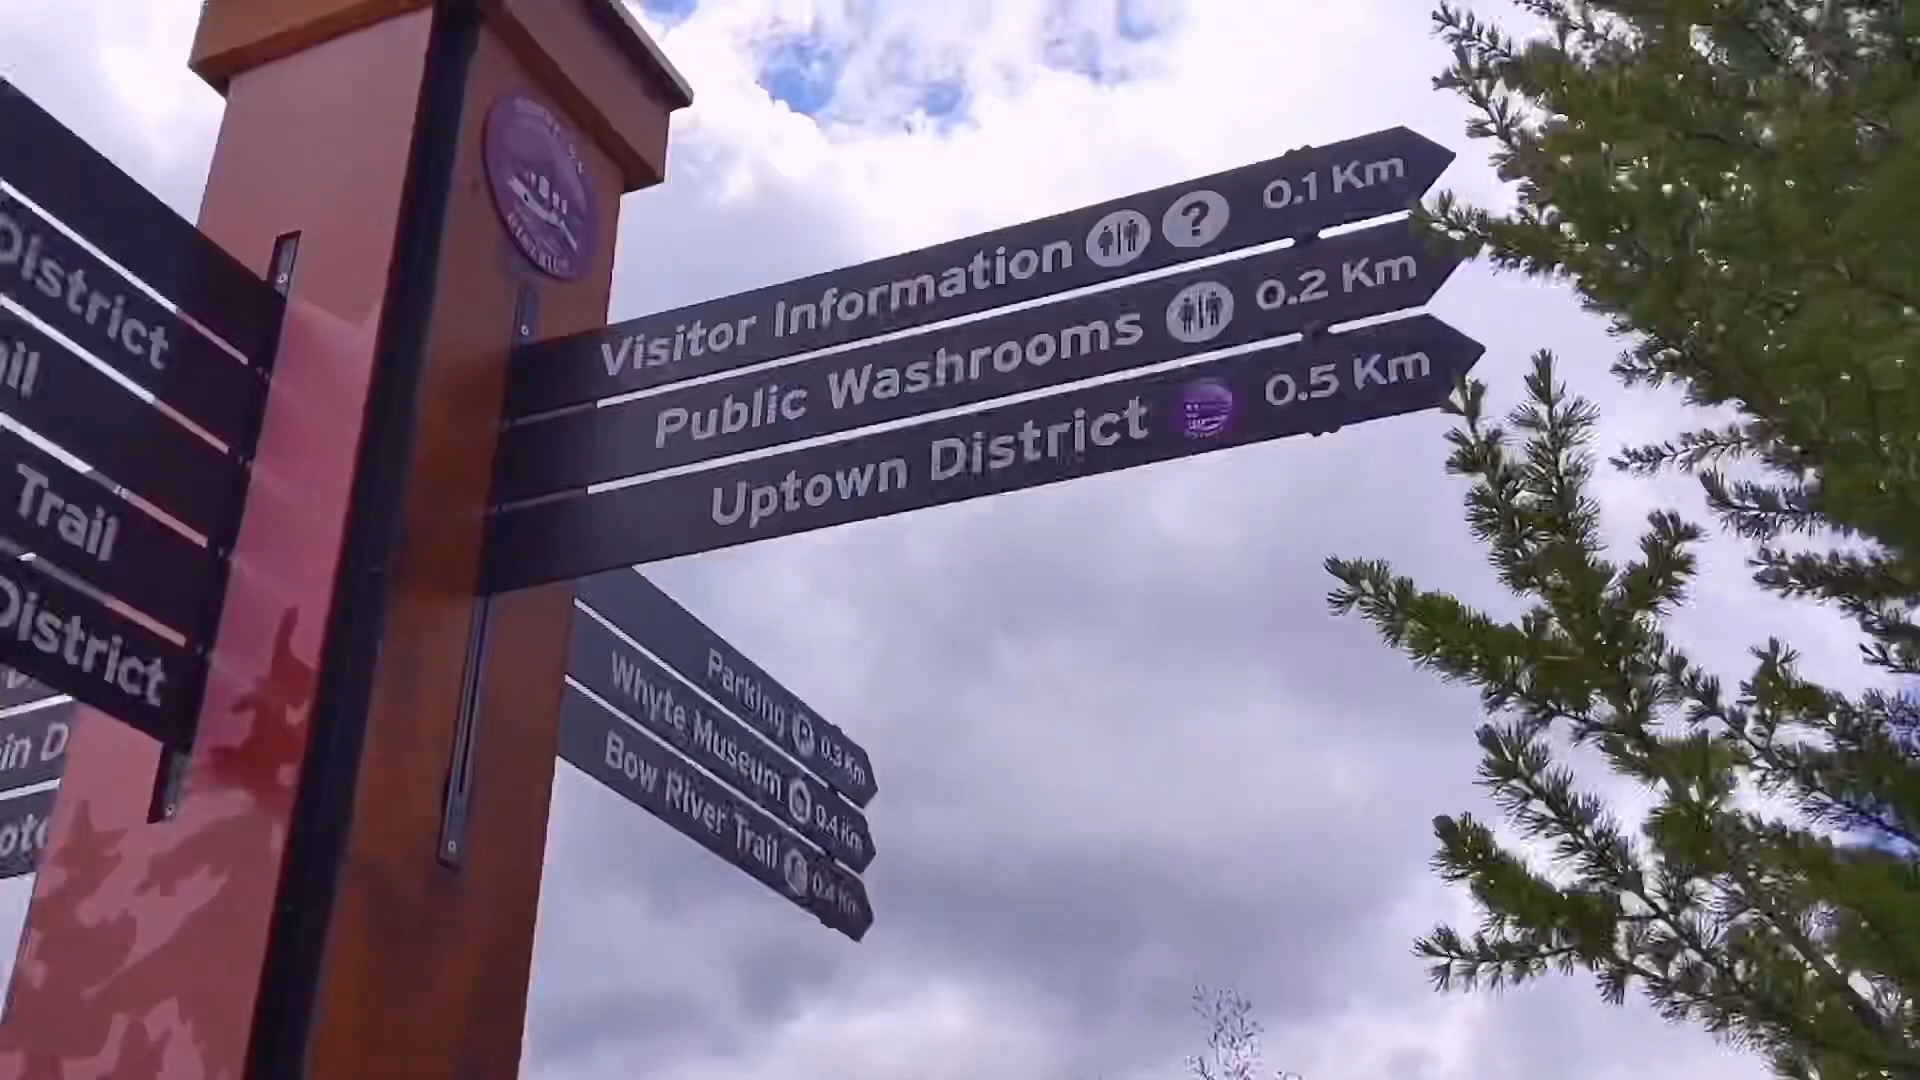 District
Trail
District
Visitor Information ? 0.1 Km
Public Washrooms 0.2 Km
Uptown District 0.5 Km
Parking P 0.3 Km
Whyte Museum 0.4 Km
Bow River Trail 0.4 Km